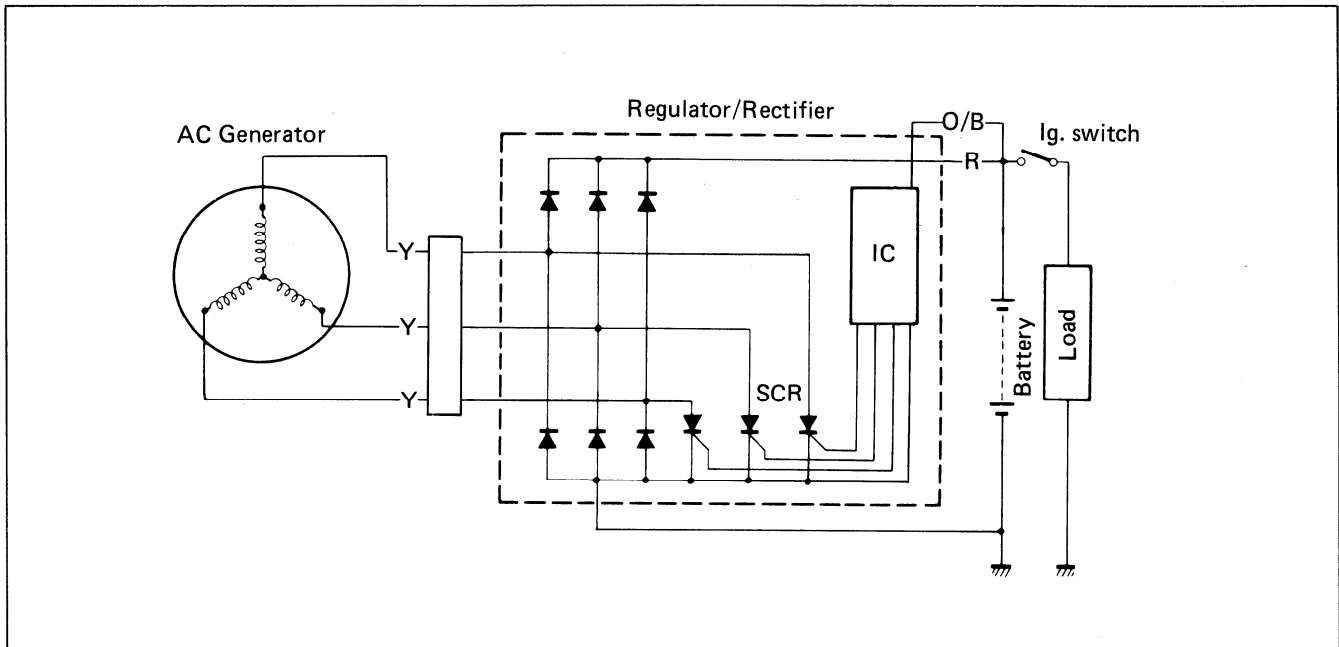 Regulator/Rectifier
AC Generator
O/B
Ig. switch
R
Y
IC
Y
Load
Battery
SCR
Y